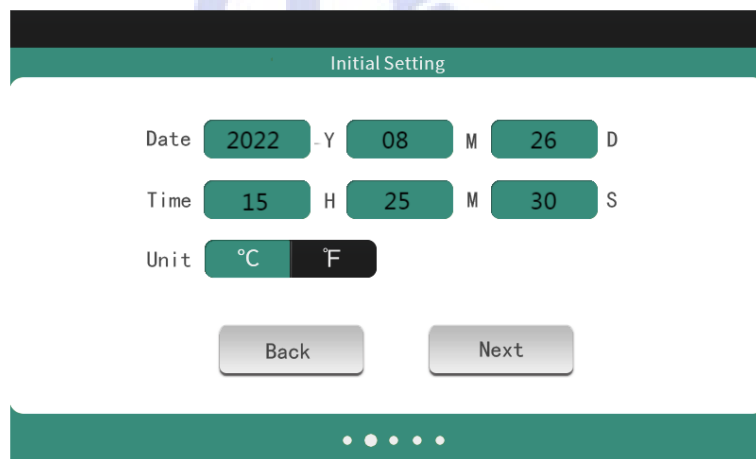 Initial Setting
Date 2022 -Y 08 M 26 D
Time 15 H 25 M 30 S
Unit ℃ ℉
Back Next